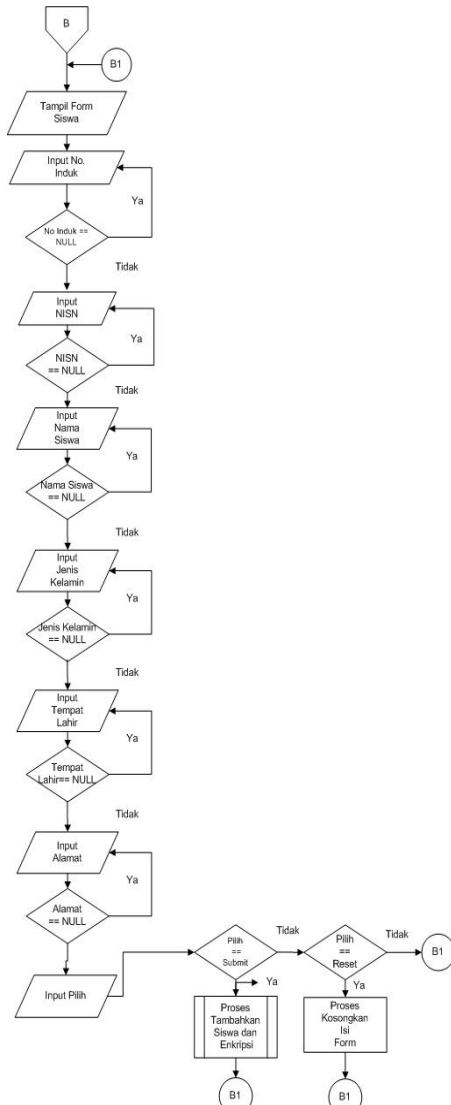 B
B1
Tampil Form
Siswa
Input No.
Induk
Ya
No Induk ==
NULL
Tidak
Input
NISN
Ya
NISN
== NULL
Tidak
Input
Nama
Siswa
Ya
Nama Siswa
== NULL
Tidak
Input
Jenis
Kelamin
Ya
Jenis Kelamin
== NULL
Tidak
Input
Tempat
Lahir
Ya
Tempat
Lahir== NULL
Tidak
Input
Alamat
Ya
Alamat
== NULL
Input Pilih
Pilih
==
Submit
Tidak
Ya
Pilih
==
Reset
Tidak
Ya
B1
Proses
Tambahkan
Siswa dan
Enkripsi
Proses
Kosongkan
Isi
Form
B1
B1